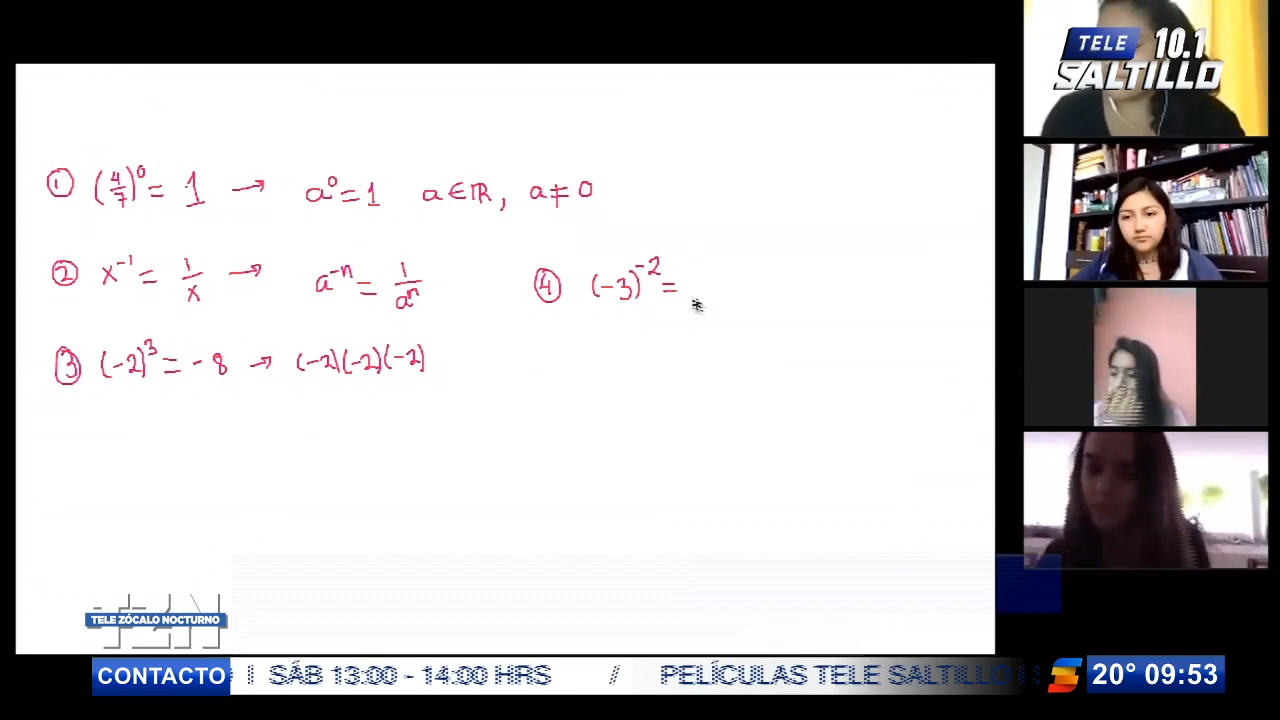 TELE 10.1
SALTILLO
① (4/7)⁰ = 1 → a⁰ = 1 a ∈ ℝ, a ≠ 0
② x⁻¹ = 1/x → a⁻ⁿ = 1/aⁿ
④ (-3)⁻² =
③ (-2)³ = -8 → (-2)(-2)(-2)
TZN
TELE ZÓCALO NOCTURNO
CONTACTO SÁB 13:00 - 14:00 HRS / PELÍCULAS TELE SALTILLO 20° 09:53